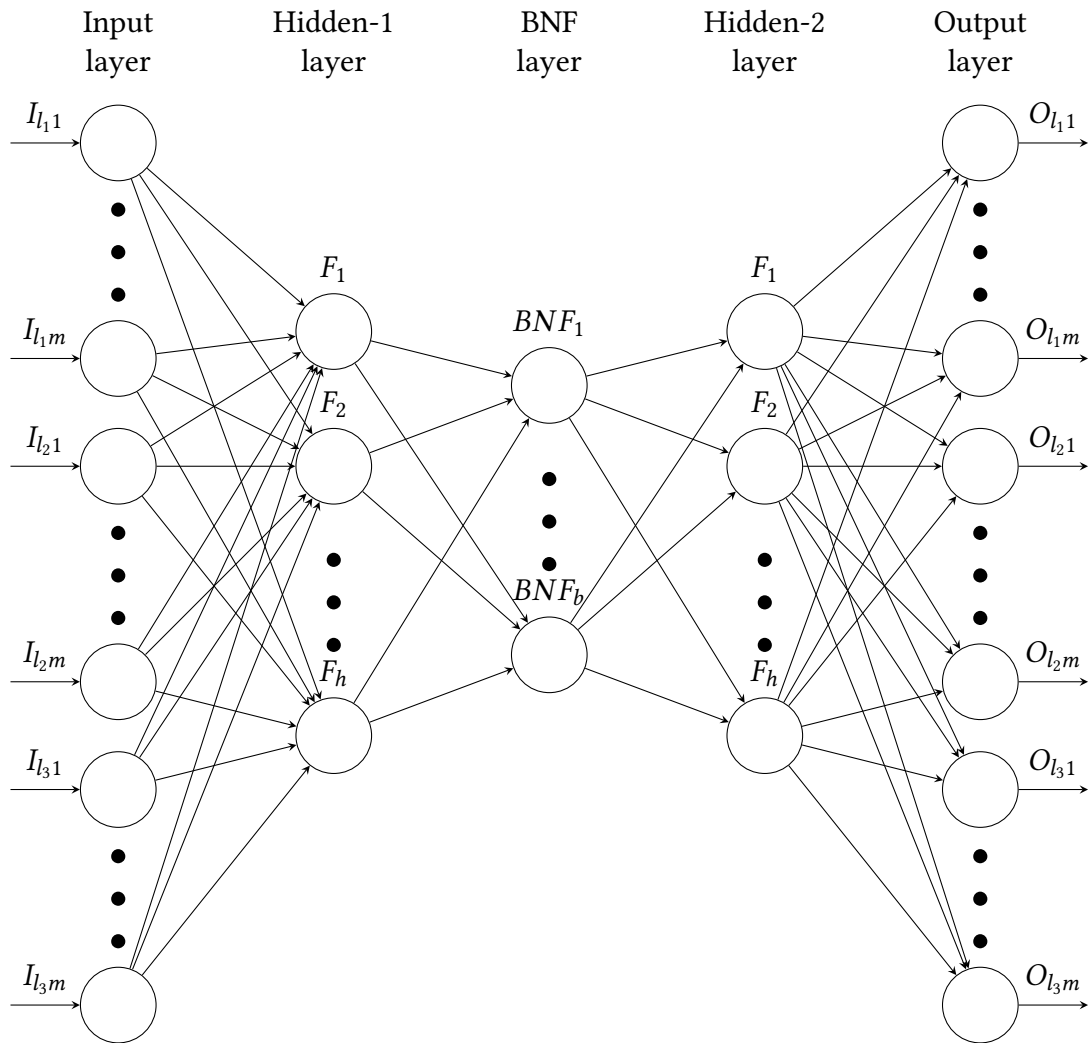 Input layer
Hidden-1 layer
BNF layer
Hidden-2 layer
Output layer
I_{l_1 1}
I_{l_1 m}
I_{l_2 1}
I_{l_2 m}
I_{l_3 1}
I_{l_3 m}
F_1
F_2
F_h
BNF_1
BNF_b
F_1
F_2
F_h
O_{l_1 1}
O_{l_1 m}
O_{l_2 1}
O_{l_2 m}
O_{l_3 1}
O_{l_3 m}